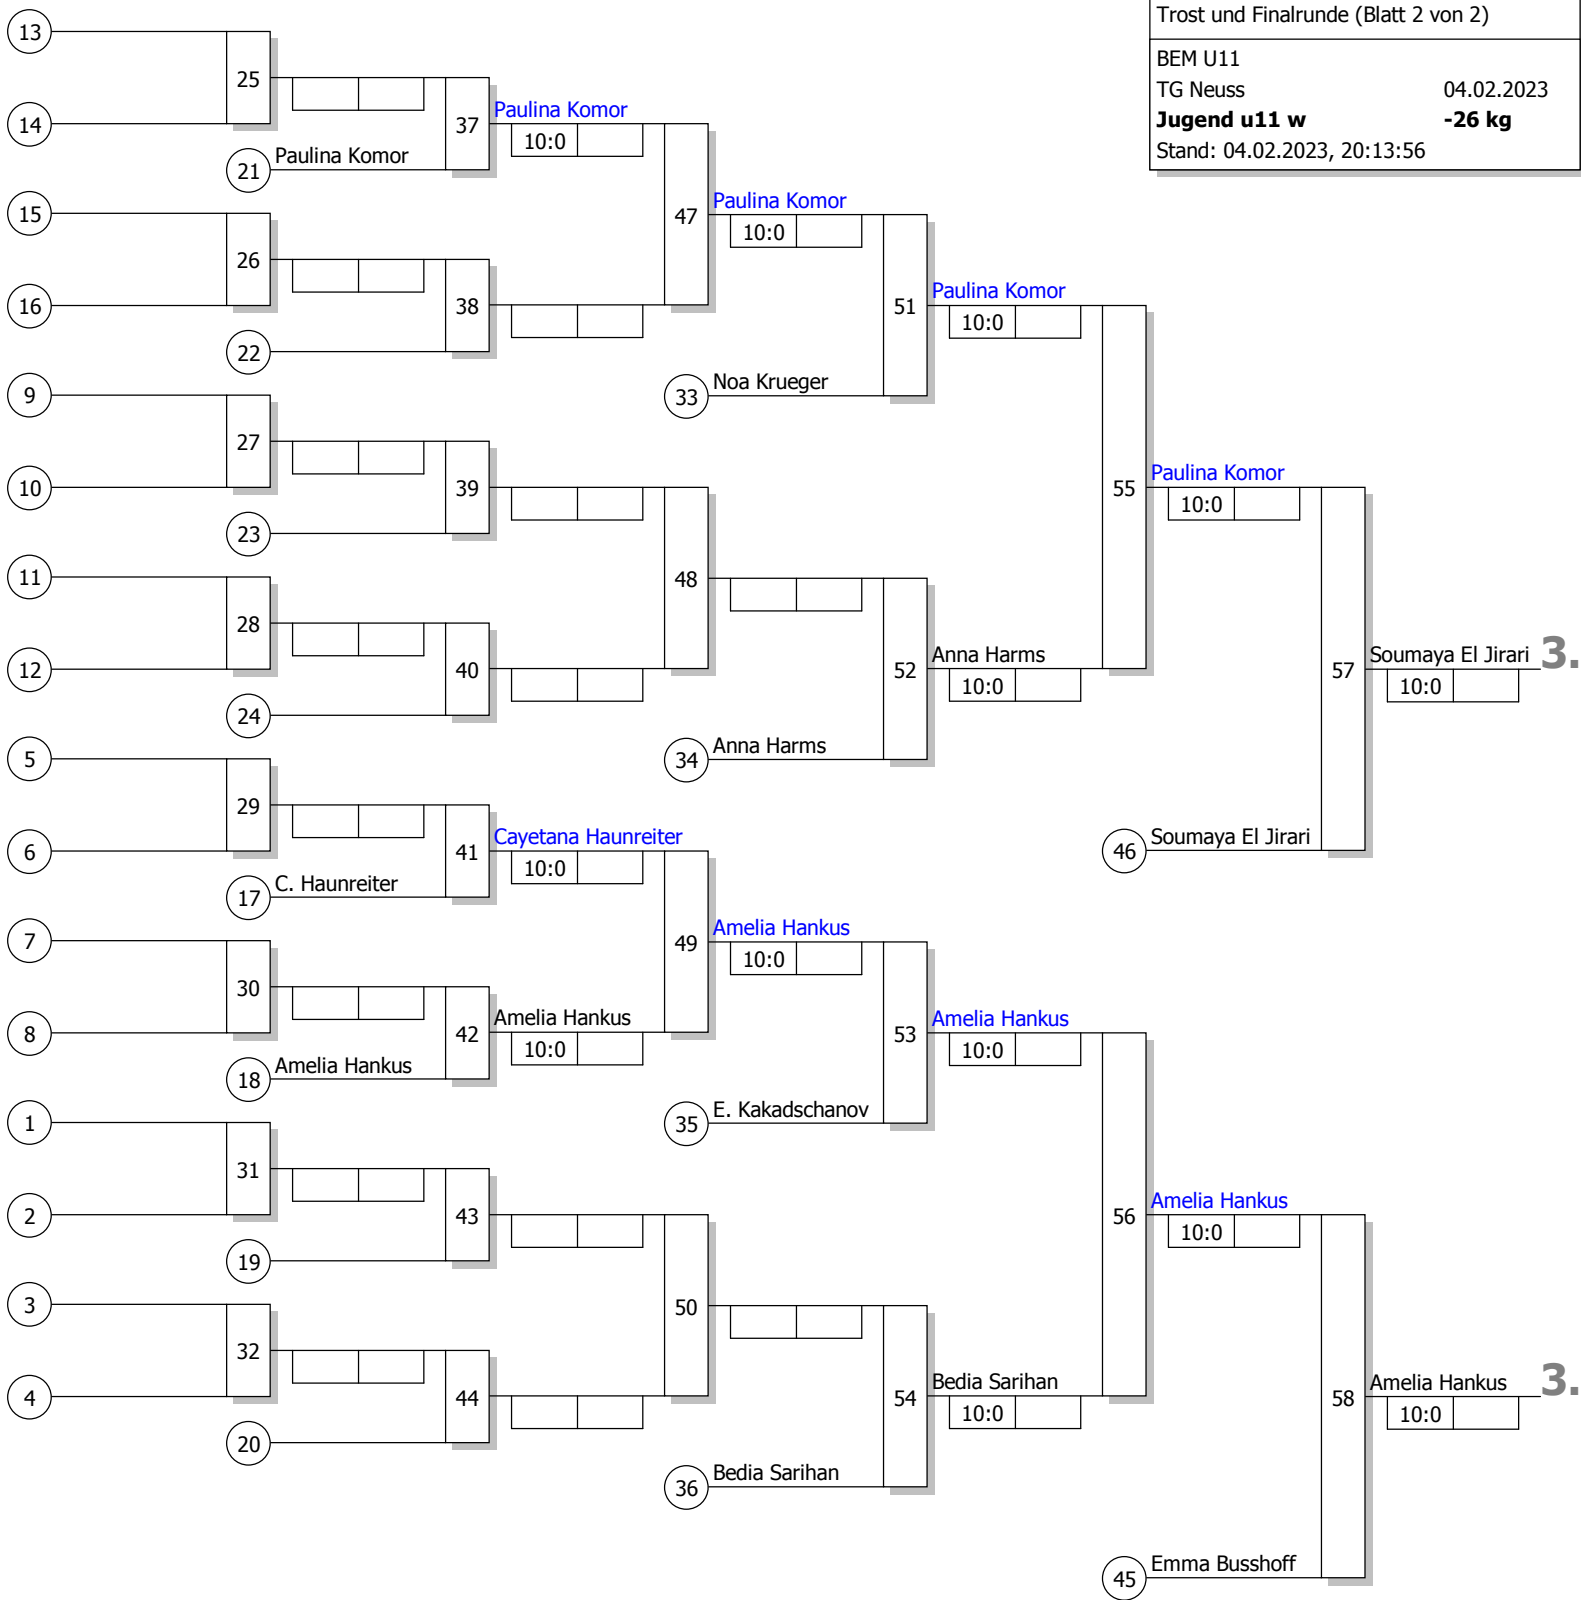 Trost und Finalrunde (Blatt 2 von 2)
BEM U11
TG Neuss 04.02.2023
Jugend u11 w -26 kg
Stand: 04.02.2023, 20:13:56
13
25
14
37
Paulina Komor
10:0
21
Paulina Komor
15
26
16
38
22
47
Paulina Komor
10:0
51
Paulina Komor
10:0
33
Noa Krueger
9
27
10
39
23
11
28
12
40
24
48
52
Anna Harms
10:0
34
Anna Harms
55
Paulina Komor
10:0
57
Soumaya El Jirari
3.
10:0
46
Soumaya El Jirari
5
29
6
41
Cayetana Haunreiter
10:0
17
C. Haunreiter
7
30
8
42
Amelia Hankus
10:0
18
Amelia Hankus
49
Amelia Hankus
10:0
53
Amelia Hankus
10:0
35
E. Kakadschanov
1
31
2
43
19
3
32
4
44
20
50
54
Bedia Sarihan
10:0
36
Bedia Sarihan
56
Amelia Hankus
10:0
58
Amelia Hankus
3.
10:0
45
Emma Busshoff